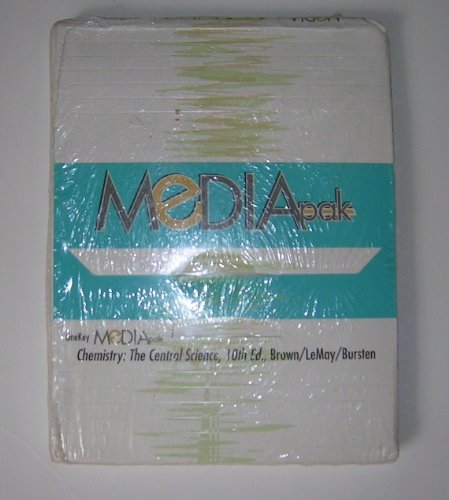 MeDIApak
OneKey MeDIApak
Chemistry: The Central Science, 10th Ed., Brown/LeMay/Bursten